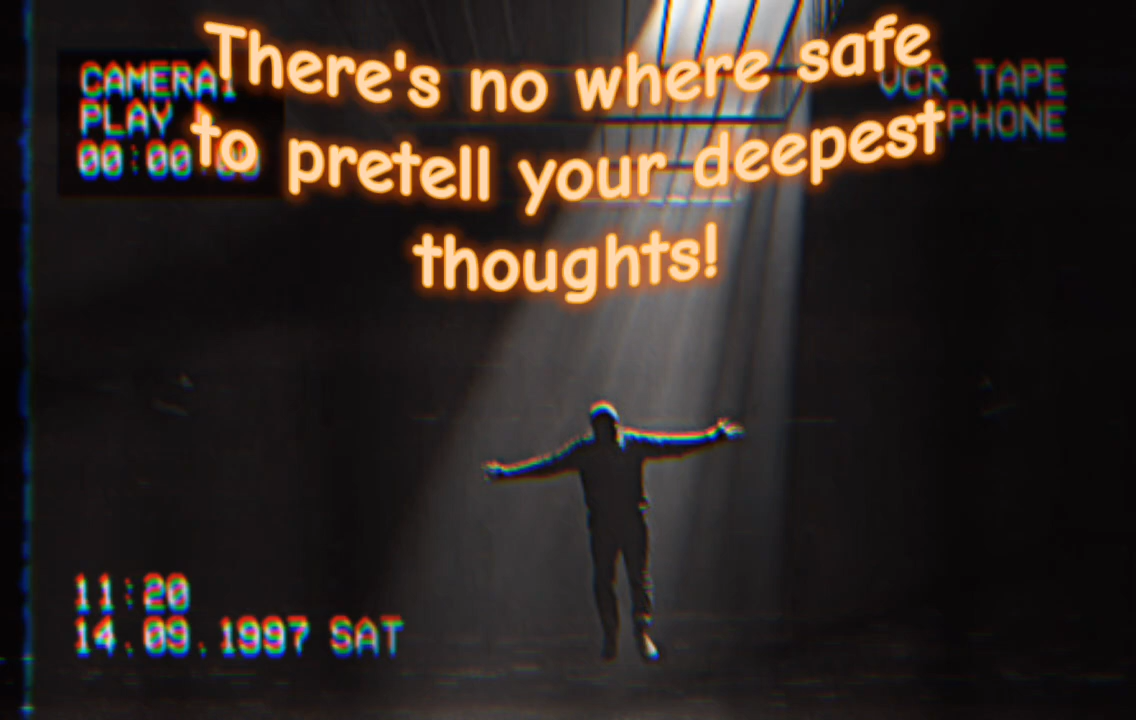 There's no where safe
to pretell your deepest
thoughts!
CAMERA1
PLAY
VCR TAPE
PHONE
11:20
14.09.1997 SAT